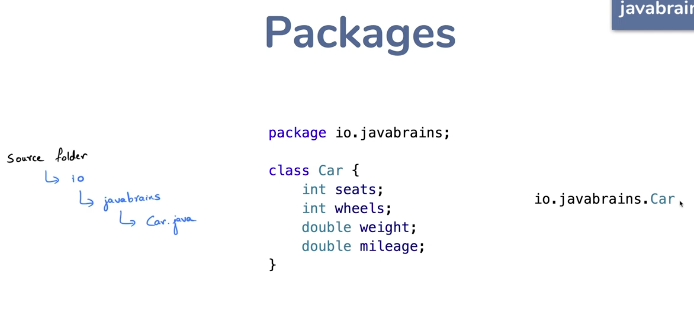 javabrain
Packages
source folder
io
javabrains
Car.java
package io.javabrains;
class Car {
int seats;
int wheels;
double weight;
double mileage;
}
io.javabrains.Car